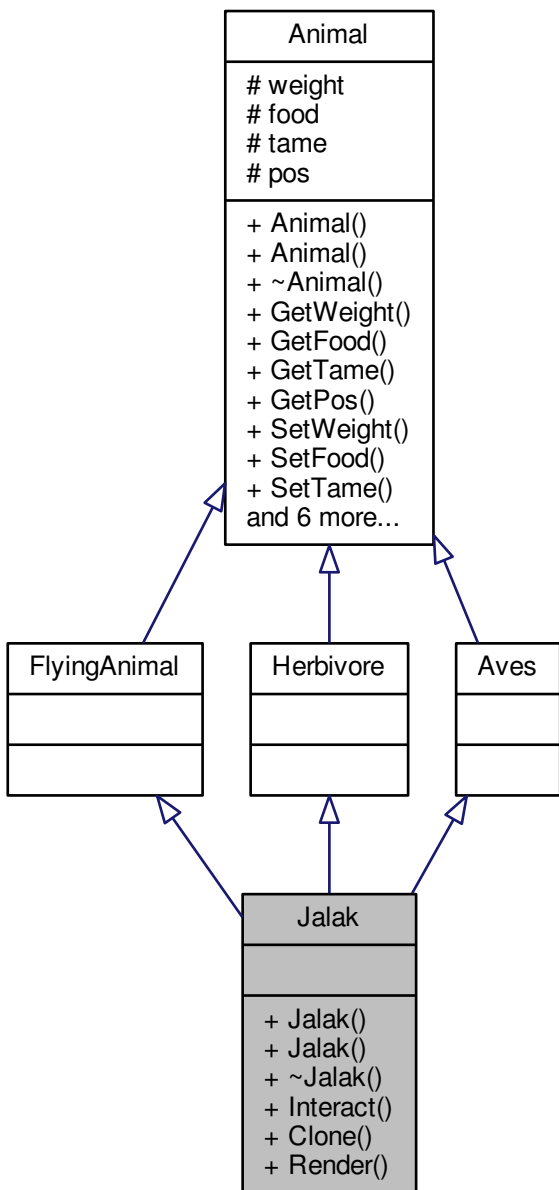 Animal
# weight
# food
# tame
# pos
+ Animal()
+ Animal()
+ ~Animal()
+ GetWeight()
+ GetFood()
+ GetTame()
+ GetPos()
+ SetWeight()
+ SetFood()
+ SetTame()
and 6 more...
FlyingAnimal
Herbivore
Aves
Jalak
+ Jalak()
+ Jalak()
+ ~Jalak()
+ Interact()
+ Clone()
+ Render()